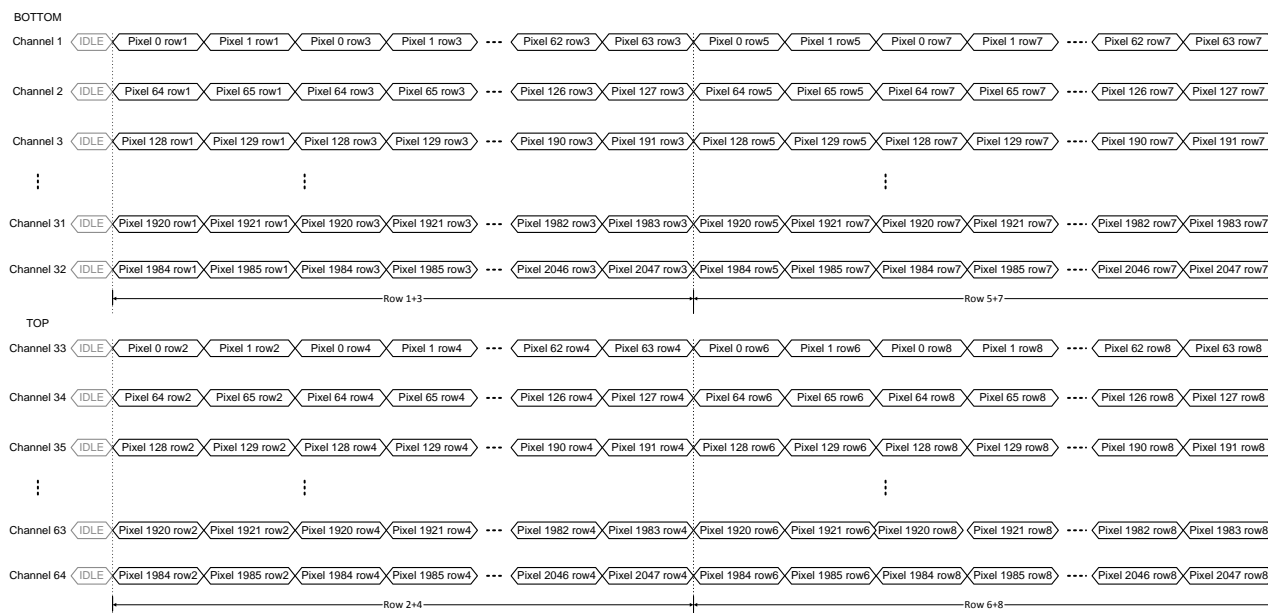 BOTTOM
Channel 1 IDLE Pixel 0 row1 Pixel 1 row1 Pixel 0 row3 Pixel 1 row3 Pixel 62 row3 Pixel 63 row3 Pixel 0 row5 Pixel 1 row5 Pixel 0 row7 Pixel 1 row7 Pixel 62 row7 Pixel 63 row7
Channel 2 IDLE Pixel 64 row1 Pixel 65 row1 Pixel 64 row3 Pixel 65 row3 Pixel 126 row3 Pixel 127 row3 Pixel 64 row5 Pixel 65 row5 Pixel 64 row7 Pixel 65 row7 Pixel 126 row7 Pixel 127 row7
Channel 3 IDLE Pixel 128 row1 Pixel 129 row1 Pixel 128 row3 Pixel 129 row3 Pixel 190 row3 Pixel 191 row3 Pixel 128 row5 Pixel 129 row5 Pixel 128 row7 Pixel 129 row7 Pixel 190 row7 Pixel 191 row7
Channel 31 IDLE Pixel 1920 row1 Pixel 1921 row1 Pixel 1920 row3 Pixel 1921 row3 Pixel 1982 row3 Pixel 1983 row3 Pixel 1920 row5 Pixel 1921 row7 Pixel 1920 row7 Pixel 1921 row7 Pixel 1982 row7 Pixel 1983 row7
Channel 32 IDLE Pixel 1984 row1 Pixel 1985 row1 Pixel 1984 row3 Pixel 1985 row3 Pixel 2046 row3 Pixel 2047 row3 Pixel 1984 row5 Pixel 1985 row7 Pixel 1984 row7 Pixel 1985 row7 Pixel 2046 row7 Pixel 2047 row7
Row 1+3 Row 5+7
TOP
Channel 33 IDLE Pixel 0 row2 Pixel 1 row2 Pixel 0 row4 Pixel 1 row4 Pixel 62 row4 Pixel 63 row4 Pixel 0 row6 Pixel 1 row6 Pixel 0 row8 Pixel 1 row8 Pixel 62 row8 Pixel 63 row8
Channel 34 IDLE Pixel 64 row2 Pixel 65 row2 Pixel 64 row4 Pixel 65 row4 Pixel 126 row4 Pixel 127 row4 Pixel 64 row6 Pixel 65 row6 Pixel 64 row8 Pixel 65 row8 Pixel 126 row8 Pixel 127 row8
Channel 35 IDLE Pixel 128 row2 Pixel 129 row2 Pixel 128 row4 Pixel 129 row4 Pixel 190 row4 Pixel 191 row4 Pixel 128 row6 Pixel 129 row6 Pixel 128 row8 Pixel 129 row8 Pixel 190 row8 Pixel 191 row8
Channel 63 IDLE Pixel 1920 row2 Pixel 1921 row2 Pixel 1920 row4 Pixel 1921 row4 Pixel 1982 row4 Pixel 1983 row4 Pixel 1920 row6 Pixel 1921 row6 Pixel 1920 row8 Pixel 1921 row8 Pixel 1982 row8 Pixel 1983 row8
Channel 64 IDLE Pixel 1984 row2 Pixel 1985 row2 Pixel 1984 row4 Pixel 1985 row4 Pixel 2046 row4 Pixel 2047 row4 Pixel 1984 row6 Pixel 1985 row6 Pixel 1984 row8 Pixel 1985 row8 Pixel 2046 row8 Pixel 2047 row8
Row 2+4 Row 6+8